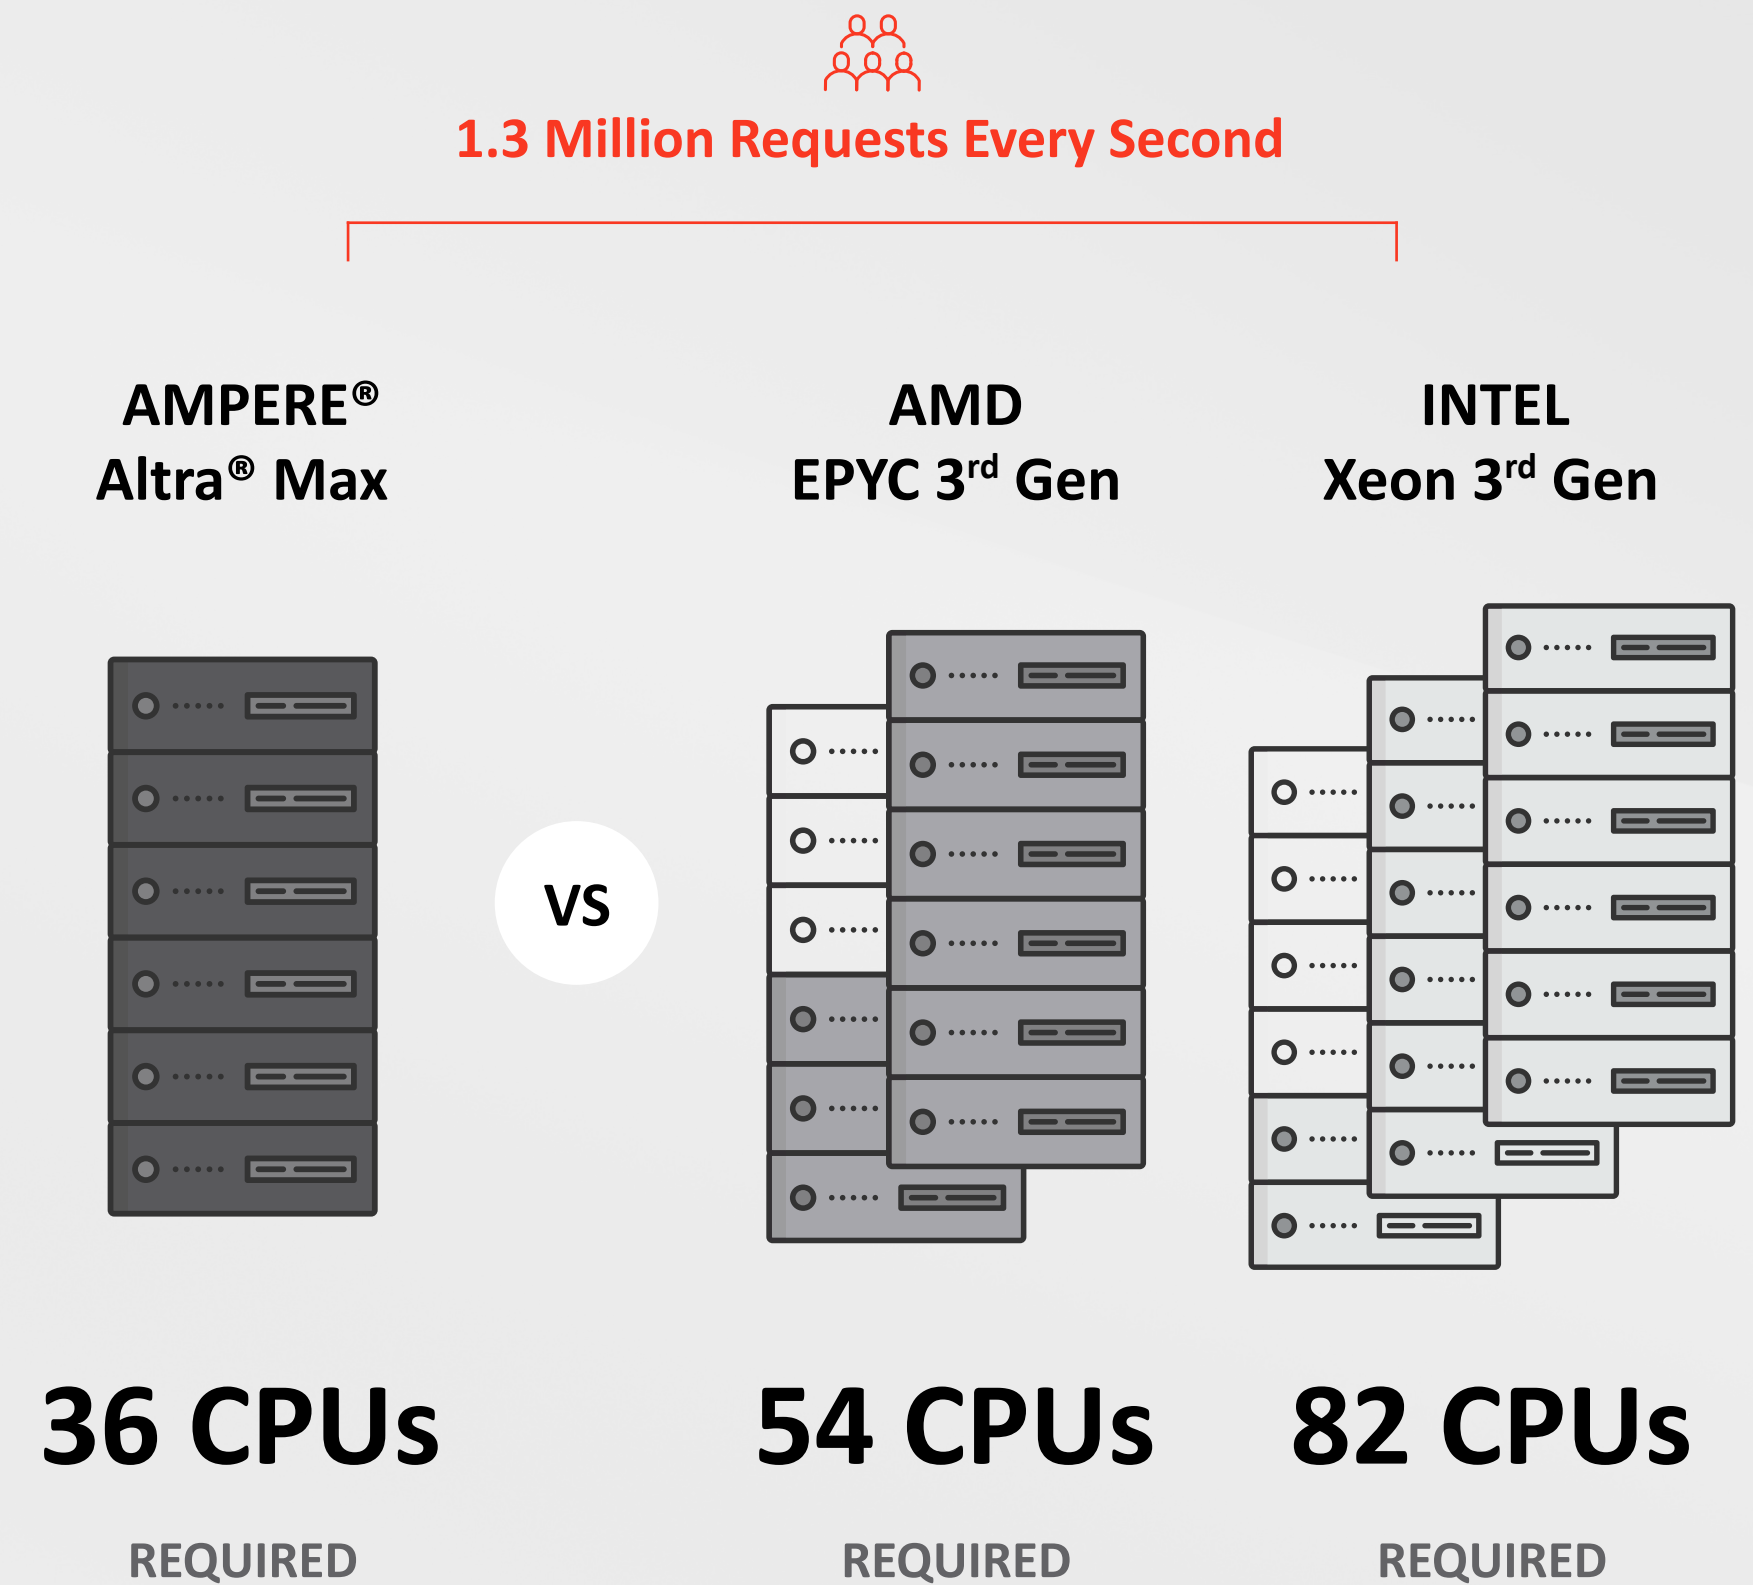 1.3 Million Requests Every Second
AMPERE®
Altra® Max
AMD
EPYC 3rd Gen
INTEL
Xeon 3rd Gen
VS
36 CPUs
54 CPUs
82 CPUs
REQUIRED
REQUIRED
REQUIRED